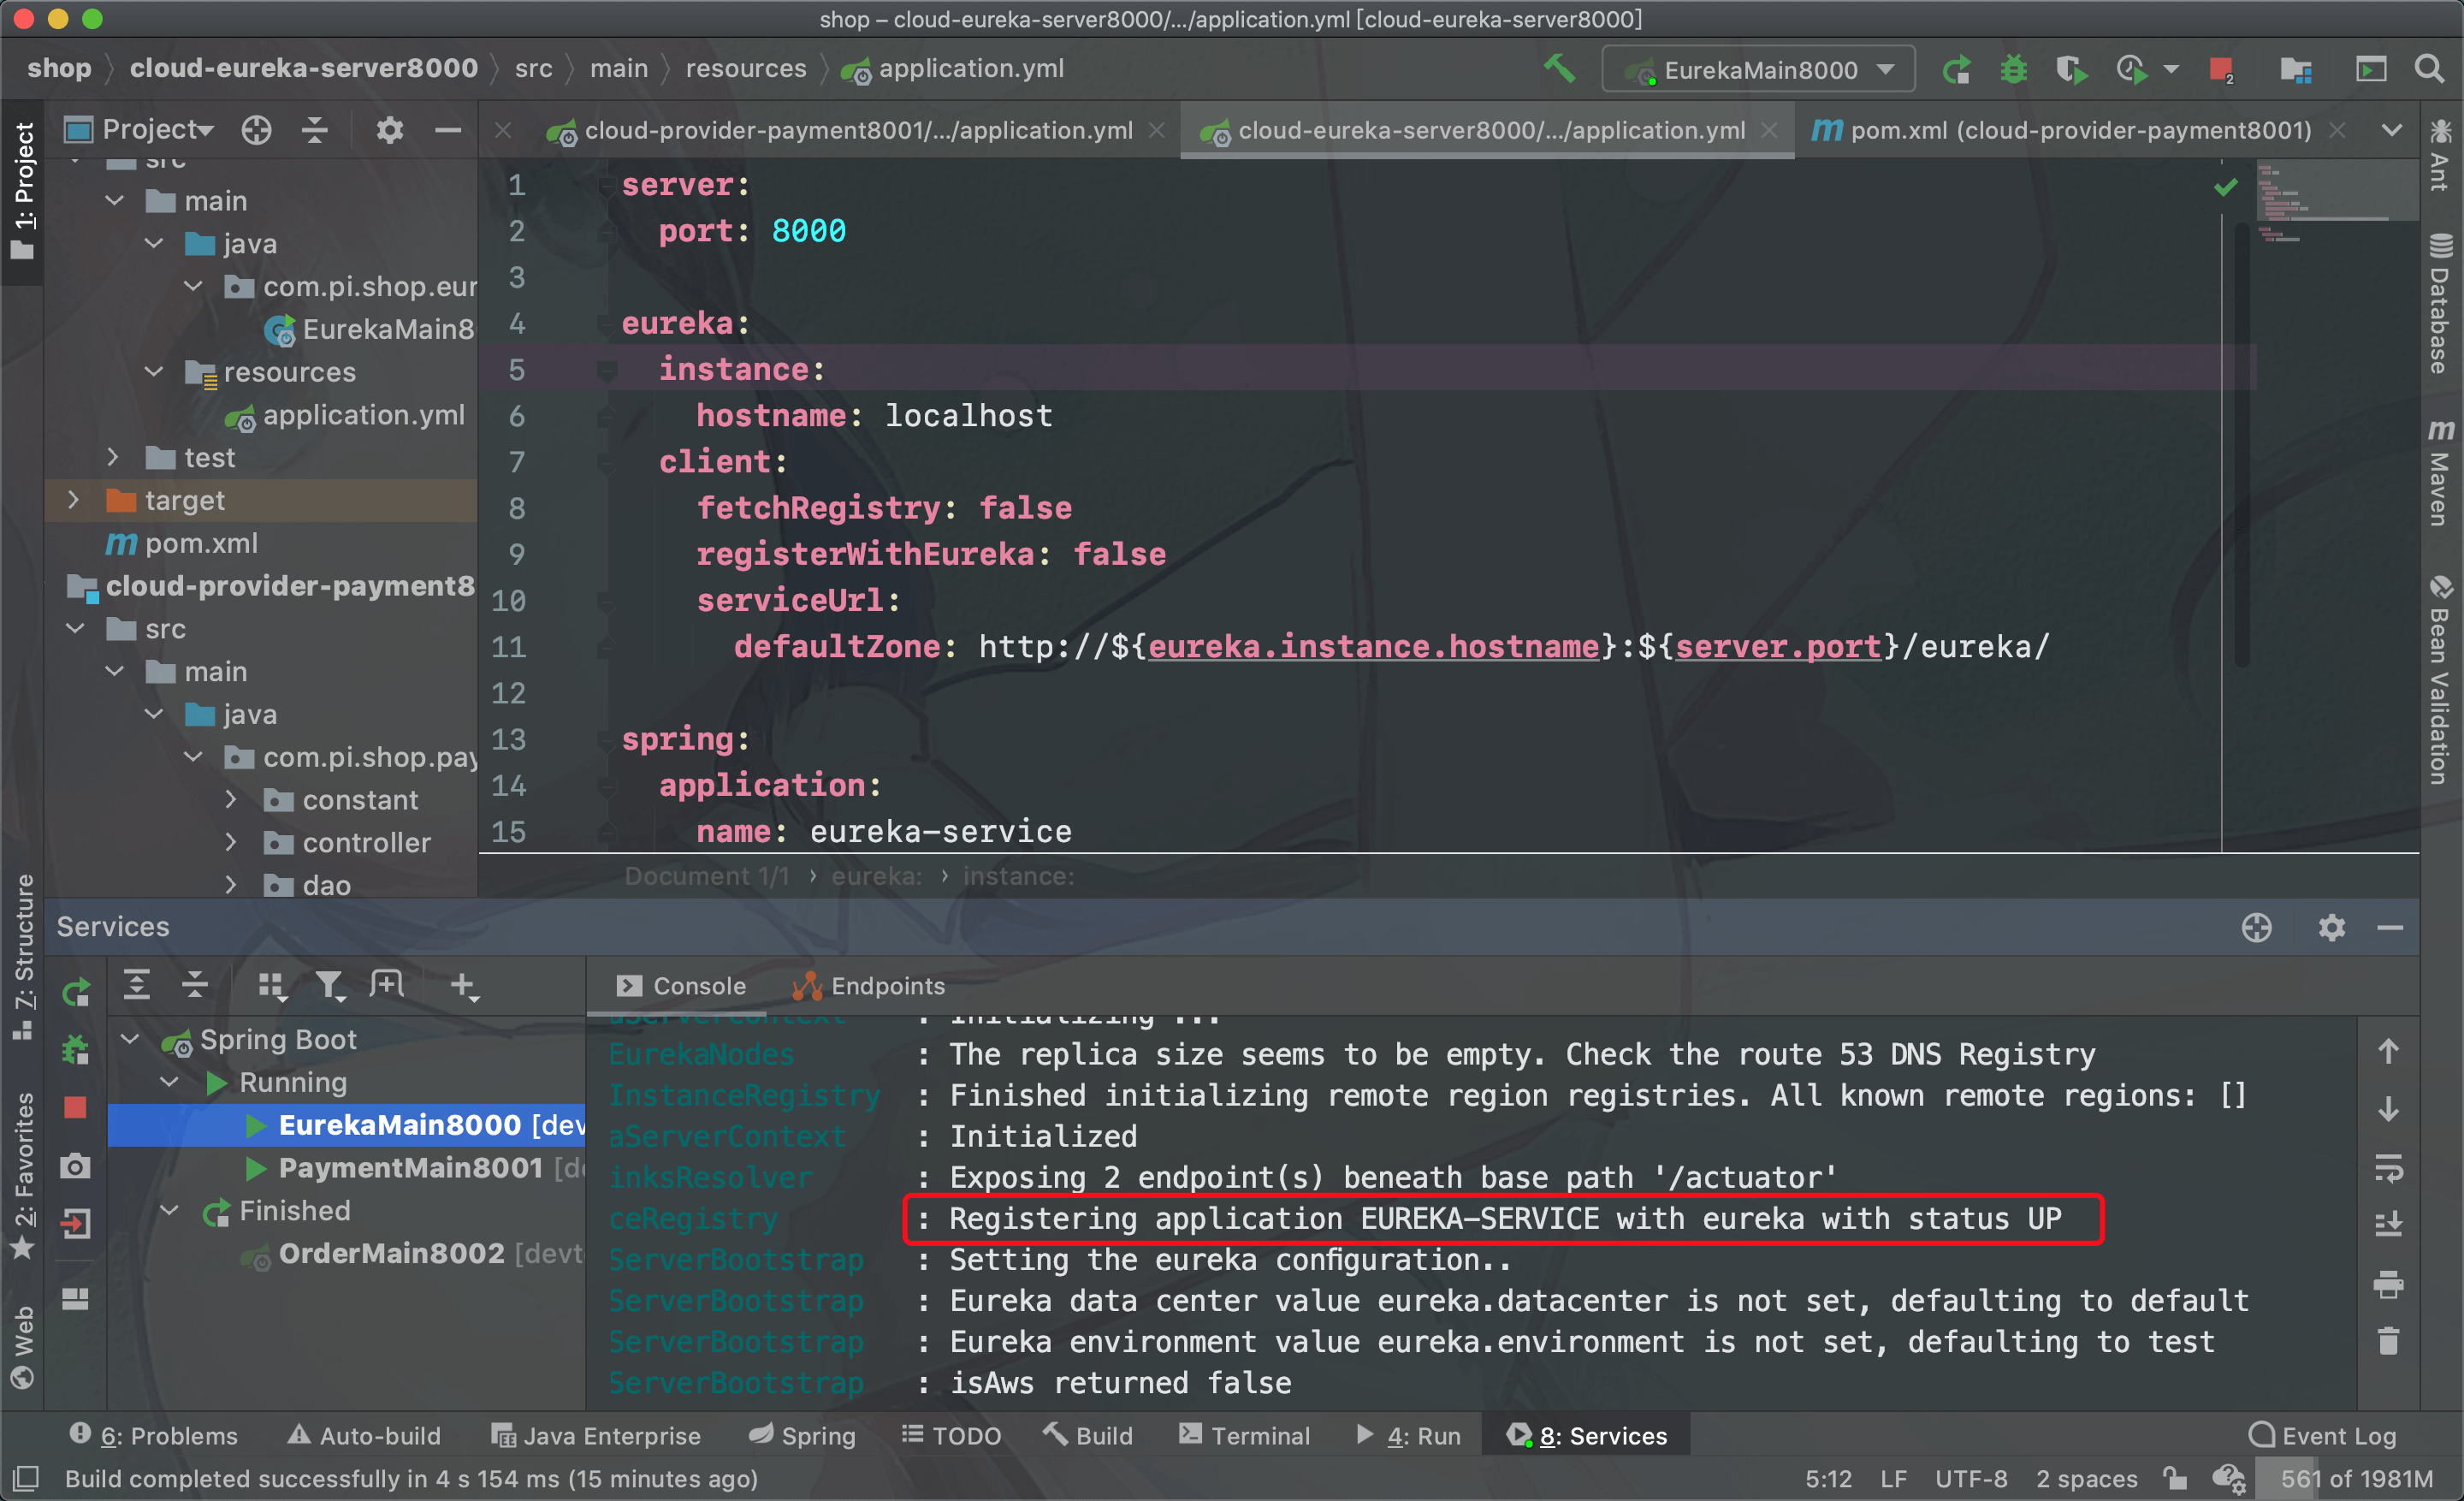 shop – cloud-eureka-server8000/.../application.yml [cloud-eureka-server8000]
shop cloud-eureka-server8000 src main resources application.yml
EurekaMain8000
2
Project
cloud-provider-payment8001/.../application.yml
cloud-eureka-server8000/.../application.yml
pom.xml (cloud-provider-payment8001)
1: Project
7: Structure
2: Favorites
Web
src
main
java
com.pi.shop.eur
EurekaMain8
resources
application.yml
test
target
pom.xml
cloud-provider-payment8
src
main
java
com.pi.shop.pay
constant
controller
dao
1 server:
2 port: 8000
3
4 eureka:
5 instance:
6 hostname: localhost
7 client:
8 fetchRegistry: false
9 registerWithEureka: false
10 serviceUrl:
11 defaultZone: http://${eureka.instance.hostname}:${server.port}/eureka/
12
13 spring:
14 application:
15 name: eureka-service
Document 1/1 › eureka: › instance:
Ant
Database
Maven
Bean Validation
Services
Console
Endpoints
Spring Boot
Running
EurekaMain8000 [dev
PaymentMain8001 [de
Finished
OrderMain8002 [devt
aServerContext : Initializing ...
EurekaNodes : The replica size seems to be empty. Check the route 53 DNS Registry
InstanceRegistry : Finished initializing remote region registries. All known remote regions: []
aServerContext : Initialized
inksResolver : Exposing 2 endpoint(s) beneath base path '/actuator'
ceRegistry : Registering application EUREKA-SERVICE with eureka with status UP
ServerBootstrap : Setting the eureka configuration..
ServerBootstrap : Eureka data center value eureka.datacenter is not set, defaulting to default
ServerBootstrap : Eureka environment value eureka.environment is not set, defaulting to test
ServerBootstrap : isAws returned false
6: Problems Auto-build Java Enterprise Spring TODO Build Terminal 4: Run 8: Services Event Log
Build completed successfully in 4 s 154 ms (15 minutes ago) 5:12 LF UTF-8 2 spaces 561 of 1981M